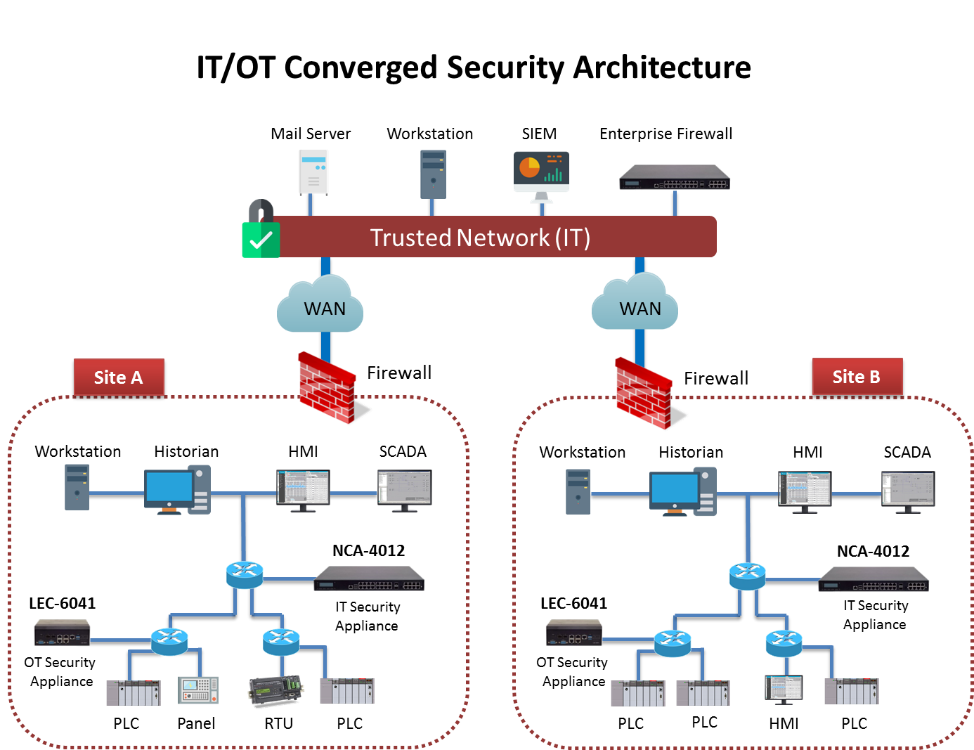 IT/OT Converged Security Architecture
Mail Server
Workstation
SIEM
Enterprise Firewall
Trusted Network (IT)
WAN
WAN
Site A
Firewall
Firewall
Site B
Workstation
Historian
HMI
SCADA
NCA-4012
IT Security
Appliance
LEC-6041
OT Security
Appliance
PLC
Panel
RTU
PLC
Workstation
Historian
HMI
SCADA
NCA-4012
IT Security
Appliance
LEC-6041
OT Security
Appliance
PLC
PLC
HMI
PLC